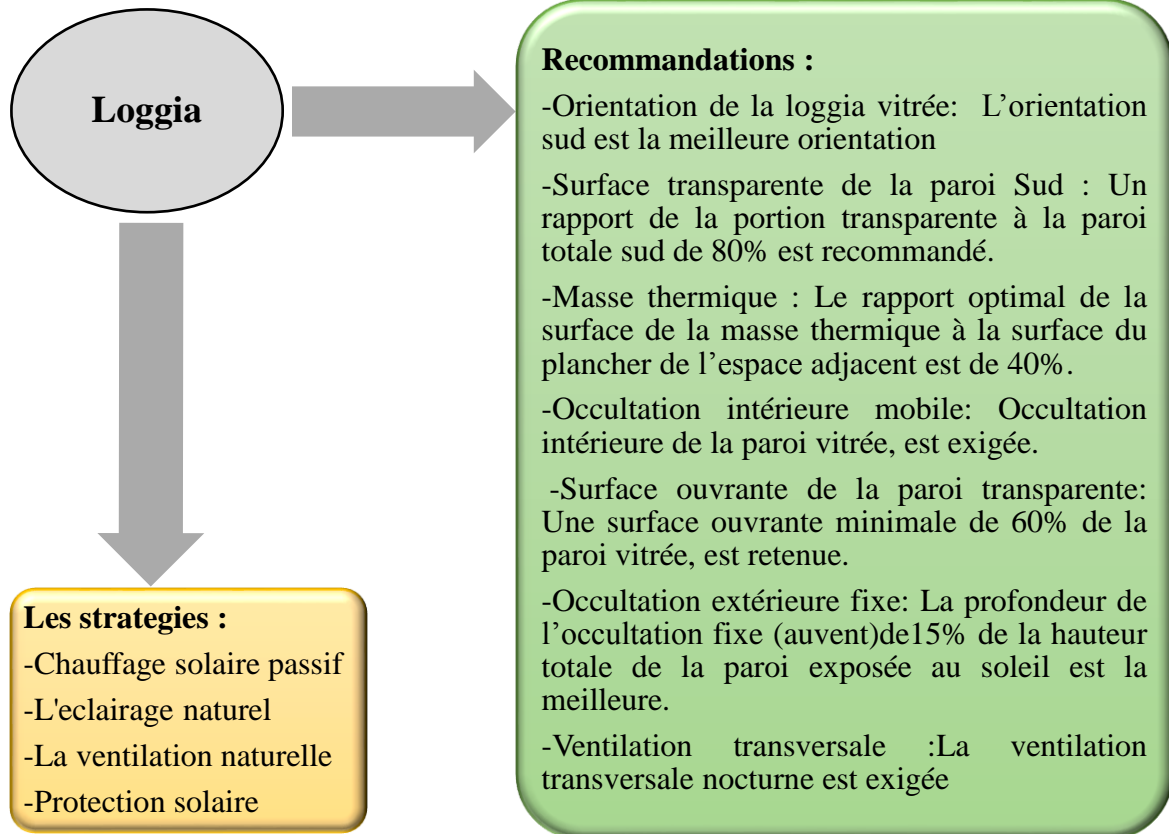 Loggia
Recommandations :
-Orientation de la loggia vitrée: L’orientation
sud est la meilleure orientation
-Surface transparente de la paroi Sud : Un
rapport de la portion transparente à la paroi
totale sud de 80% est recommandé.
-Masse thermique : Le rapport optimal de la
surface de la masse thermique à la surface du
plancher de l’espace adjacent est de 40%.
-Occultation intérieure mobile: Occultation
intérieure de la paroi vitrée, est exigée.
-Surface ouvrante de la paroi transparente:
Une surface ouvrante minimale de 60% de la
paroi vitrée, est retenue.
-Occultation extérieure fixe: La profondeur de
l’occultation fixe (auvent)de15% de la hauteur
totale de la paroi exposée au soleil est la
meilleure.
-Ventilation transversale :La ventilation
transversale nocturne est exigée
Les strategies :
-Chauffage solaire passif
-L'eclairage naturel
-La ventilation naturelle
-Protection solaire